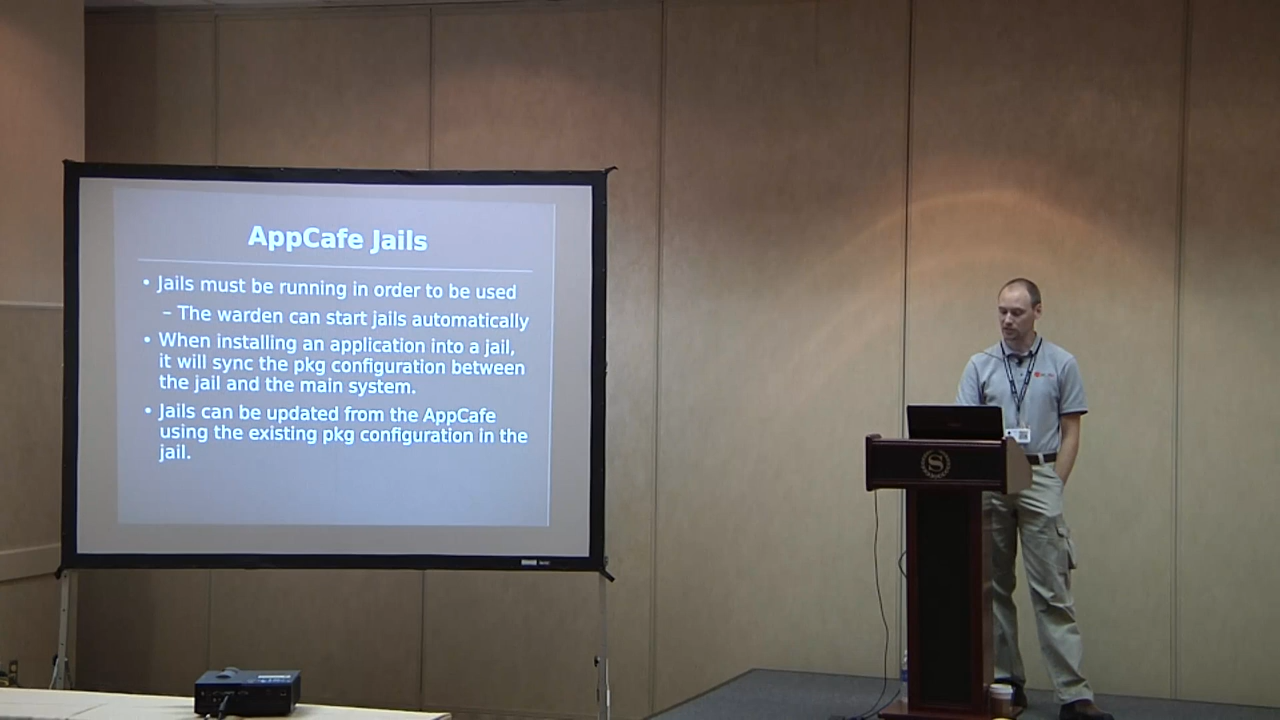 AppCafe Jails
• Jails must be running in order to be used
– The warden can start jails automatically
• When installing an application into a jail,
it will sync the pkg configuration between
the jail and the main system.
• Jails can be updated from the AppCafe
using the existing pkg configuration in the
jail.
S